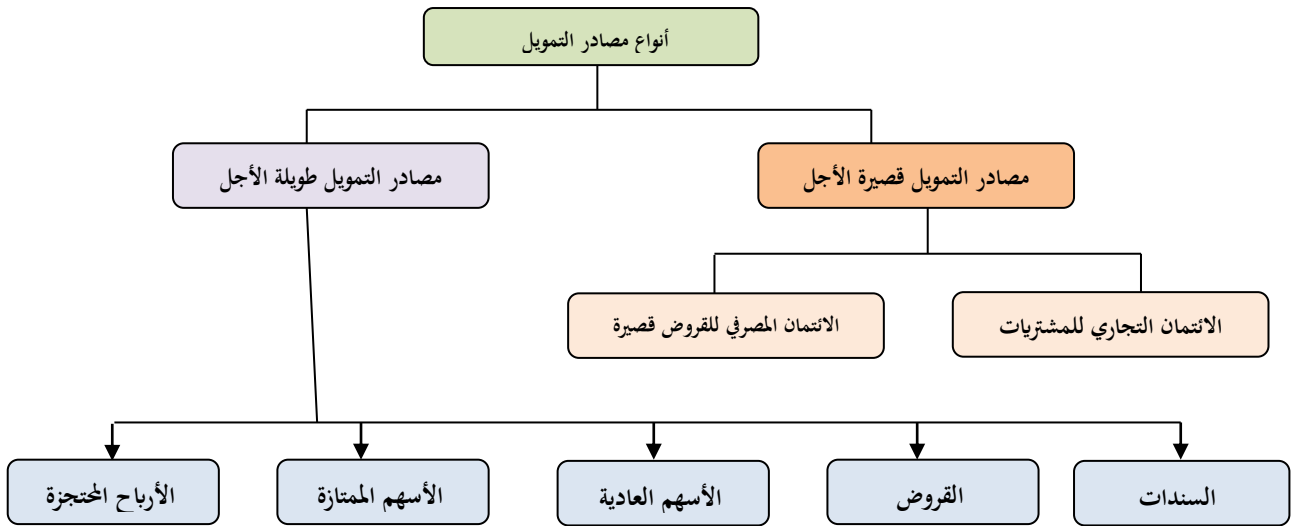 أنواع مصادر التمويل
مصادر التمويل قصيرة الأجل
مصادر التمويل طويلة الأجل
الائتمان التجاري للمشتريات
الائتمان المصرفي للقروض قصيرة
السندات
القروض
الأسهم العادية
الأسهم الممتازة
الأرباح المحتجزة